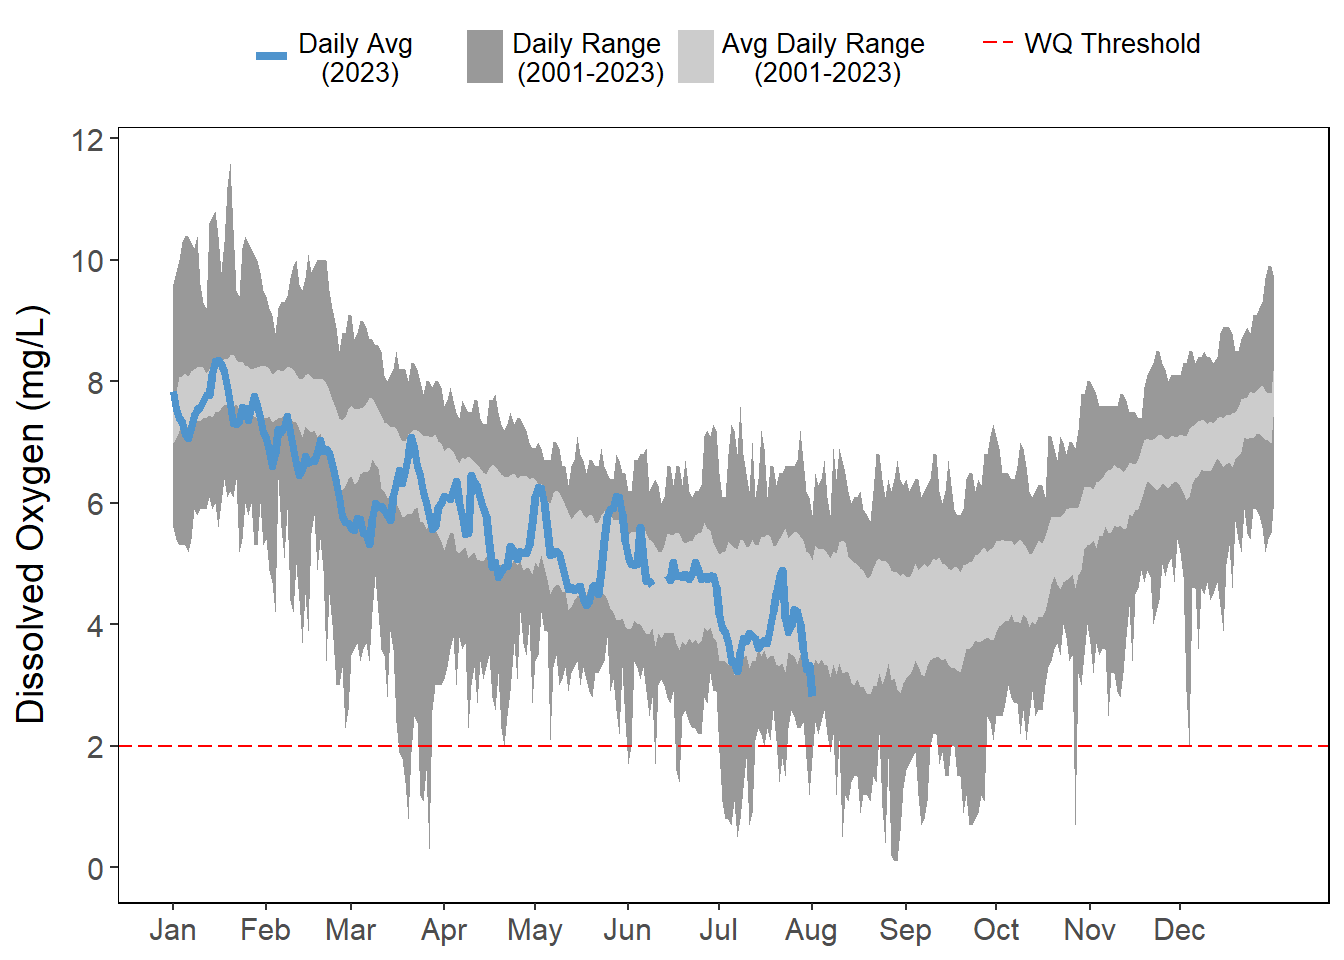 Daily Avg
(2023)
Daily Range
(2001-2023)
Avg Daily Range
(2001-2023)
WQ Threshold
Dissolved Oxygen (mg/L)
12
10
8
6
4
2
0
Jan Feb Mar Apr May Jun Jul Aug Sep Oct Nov Dec